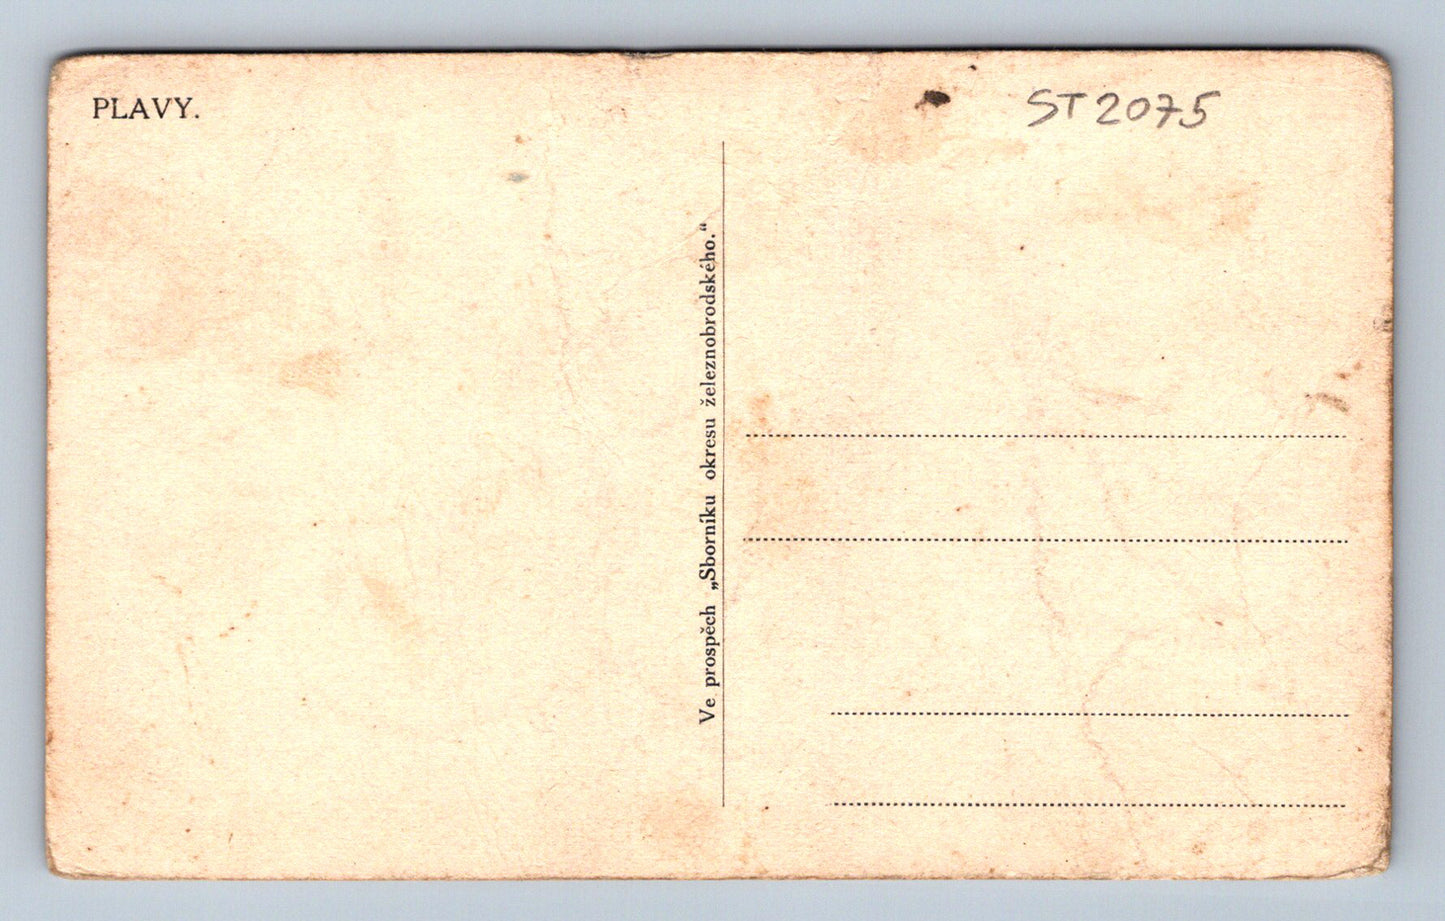 PLAVY.
ST2075
Ve prospěch „Sborníku okresu železnobrodského.“